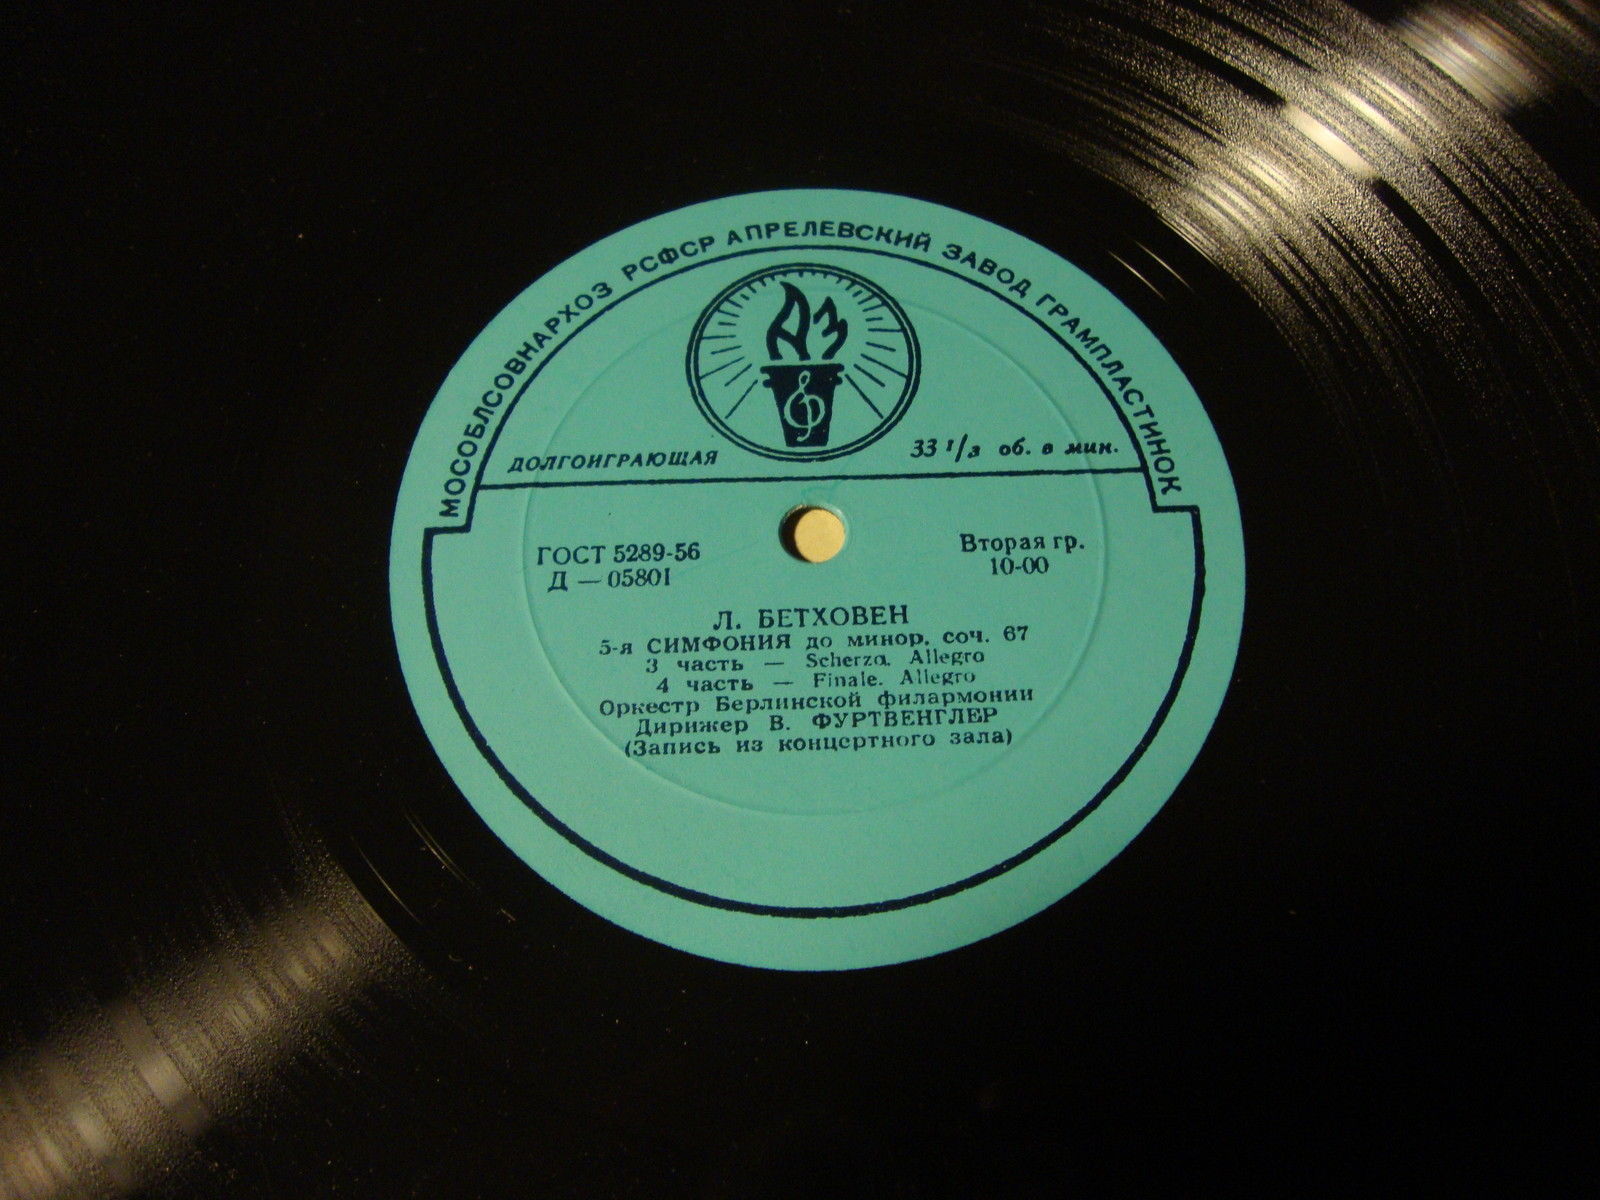 МОСОБЛСОВНАРХОЗ РСФСР АПРЕЛЕВСКИЙ ЗАВОД ГРАМПЛАСТИНОК
АЗ
ДОЛГОИГРАЮЩАЯ 33 1/3 об. в мин.
ГОСТ 5289-56 Вторая гр.
Д — 05801 10-00
Л. БЕТХОВЕН
5-я СИМФОНИЯ до минор, соч. 67
3 часть — Scherzo. Allegro
4 часть — Finale. Allegro
Оркестр Берлинской филармонии
Дирижер В. ФУРТВЕНГЛЕР
(Запись из концертного зала)